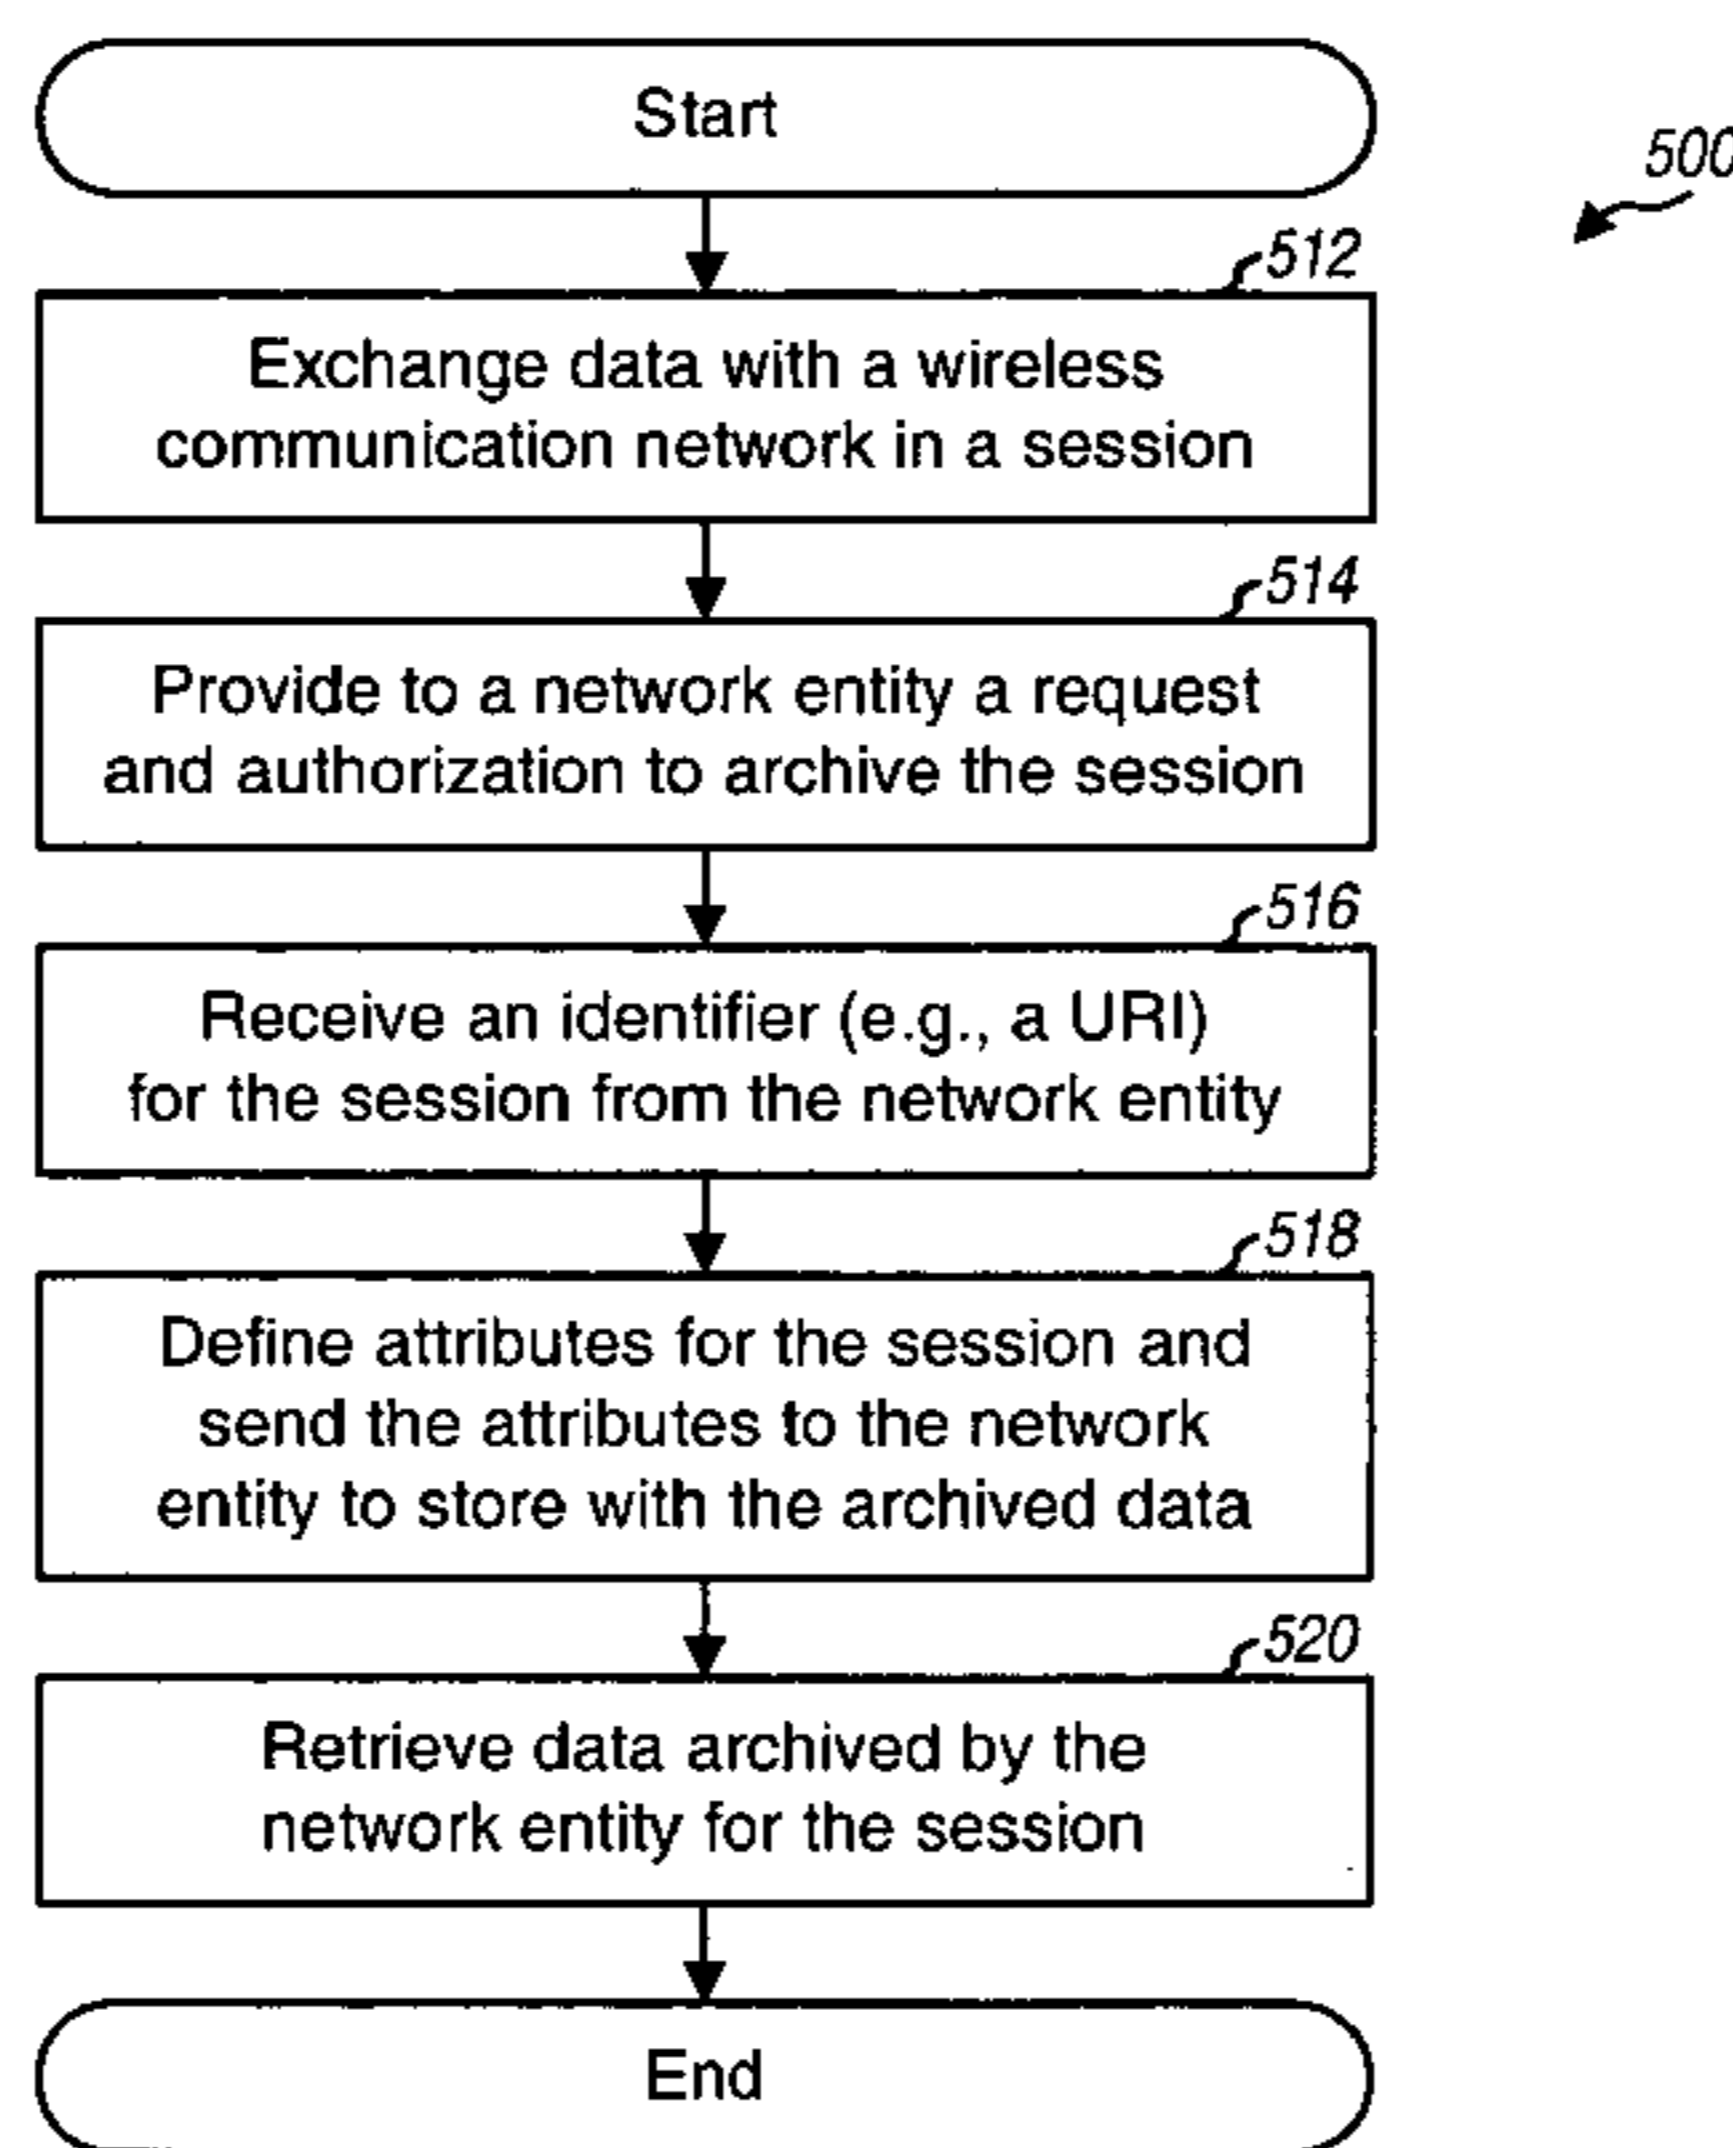 Start
500
512
Exchange data with a wireless
communication network in a session
514
Provide to a network entity a request
and authorization to archive the session
516
Receive an identifier (e.g., a URI)
for the session from the network entity
518
Define attributes for the session and
send the attributes to the network
entity to store with the archived data
520
Retrieve data archived by the
network entity for the session
End